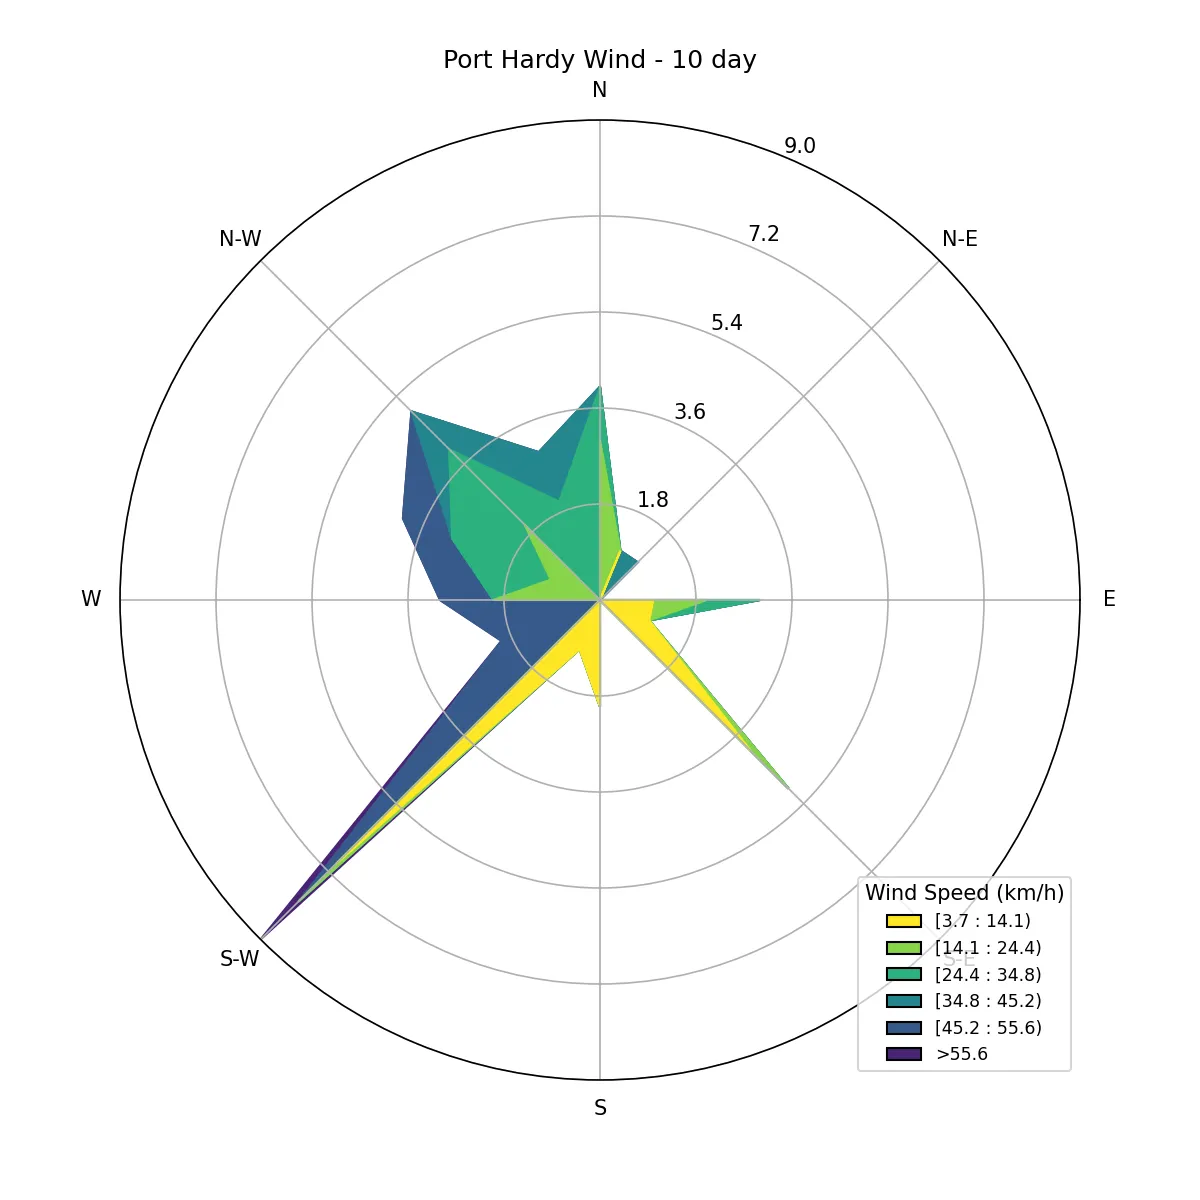 Port Hardy Wind - 10 day
N
9.0
N-W
7.2
N-E
5.4
3.6
1.8
W
E
S-W
S-E
S
Wind Speed (km/h)
[3.7 : 14.1)
[14.1 : 24.4)
[24.4 : 34.8)
[34.8 : 45.2)
[45.2 : 55.6)
>55.6